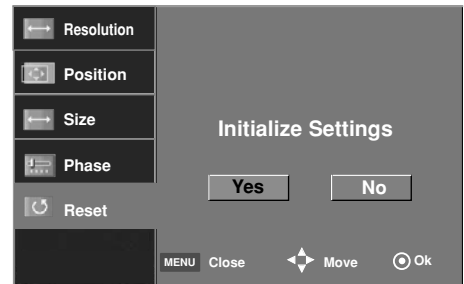 Resolution
Position
Size
Phase
Reset
Initialize Settings
Yes No
MENU Close Move Ok